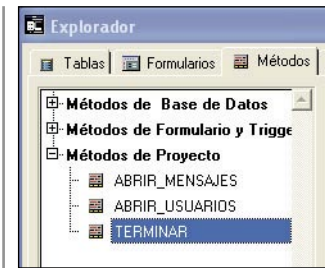 Explorador
Tablas Formularios Métodos
Métodos de Base de Datos
Métodos de Formulario y Trigge
Métodos de Proyecto
ABRIR_MENSAJES
ABRIR_USUARIOS
TERMINAR